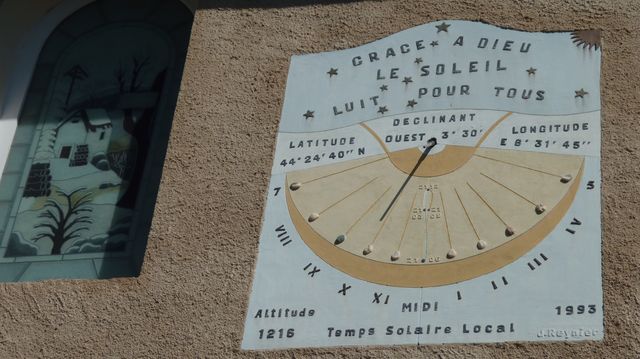 GRACE A DIEU
LE SOLEIL
LUIT POUR TOUS
DECLINANT
OUEST 3° 30'
LATITUDE
44°24'40" N
LONGITUDE
E 6°31'45"
7
5
VIII
IV
IX
III
X
II
XI
I
MIDI
Altitude
1216
1993
Temps Solaire Local
J.Reynier